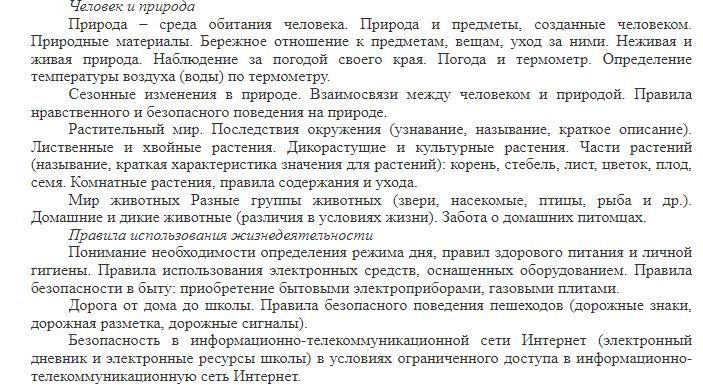 Человек и природа
Природа – среда обитания человека. Природа и предметы, созданные человеком.
Природные материалы. Бережное отношение к предметам, вещам, уход за ними. Неживая и
живая природа. Наблюдение за погодой своего края. Погода и термометр. Определение
температуры воздуха (воды) по термометру.
Сезонные изменения в природе. Взаимосвязи между человеком и природой. Правила
нравственного и безопасного поведения на природе.
Растительный мир. Последствия окружения (узнавание, называние, краткое описание).
Лиственные и хвойные растения. Дикорастущие и культурные растения. Части растений
(называние, краткая характеристика значения для растений): корень, стебель, лист, цветок, плод,
семя. Комнатные растения, правила содержания и ухода.
Мир животных Разные группы животных (звери, насекомые, птицы, рыба и др.).
Домашние и дикие животные (различия в условиях жизни). Забота о домашних питомцах.
Правила использования жизнедеятельности
Понимание необходимости определения режима дня, правил здорового питания и личной
гигиены. Правила использования электронных средств, оснащенных оборудованием. Правила
безопасности в быту: приобретение бытовыми электроприборами, газовыми плитами.
Дорога от дома до школы. Правила безопасного поведения пешеходов (дорожные знаки,
дорожная разметка, дорожные сигналы).
Безопасность в информационно-телекоммуникационной сети Интернет (электронный
дневник и электронные ресурсы школы) в условиях ограниченного доступа в информационно-
телекоммуникационную сеть Интернет.